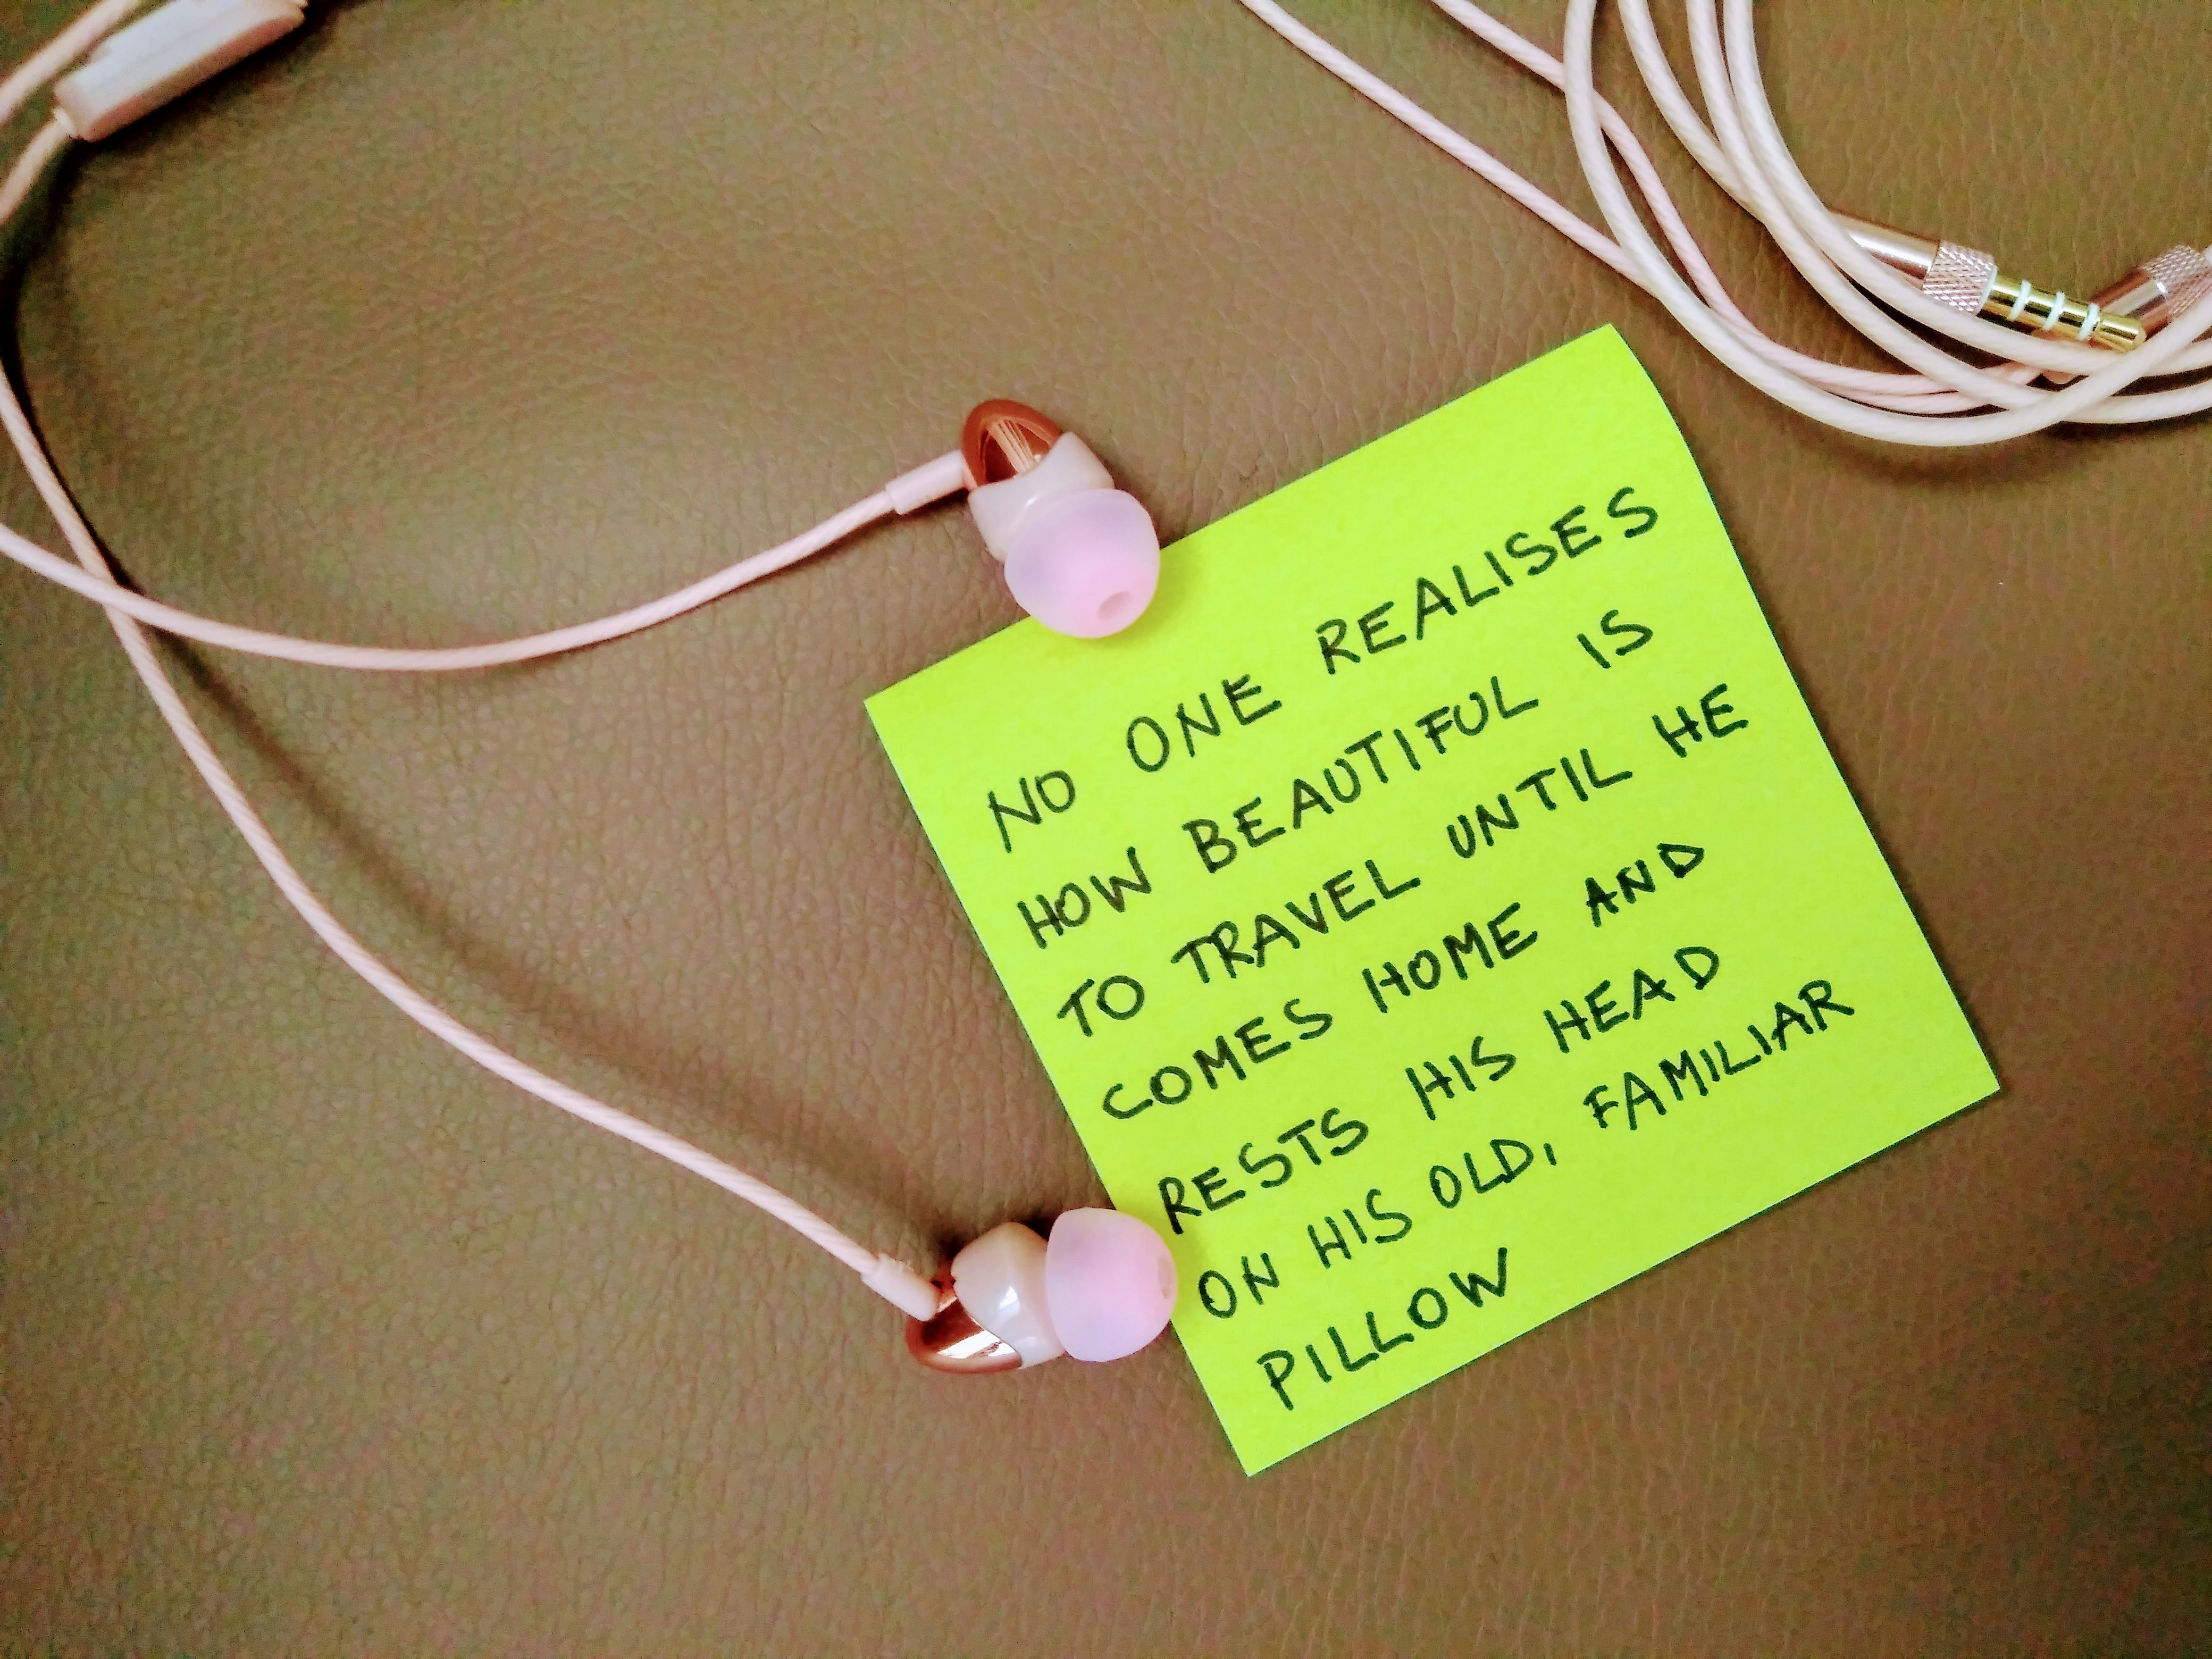 NO ONE REALISES
HOW BEAUTIFUL IS
TO TRAVEL UNTIL HE
COMES HOME AND
RESTS HIS HEAD
ON HIS OLD, FAMILIAR
PILLOW